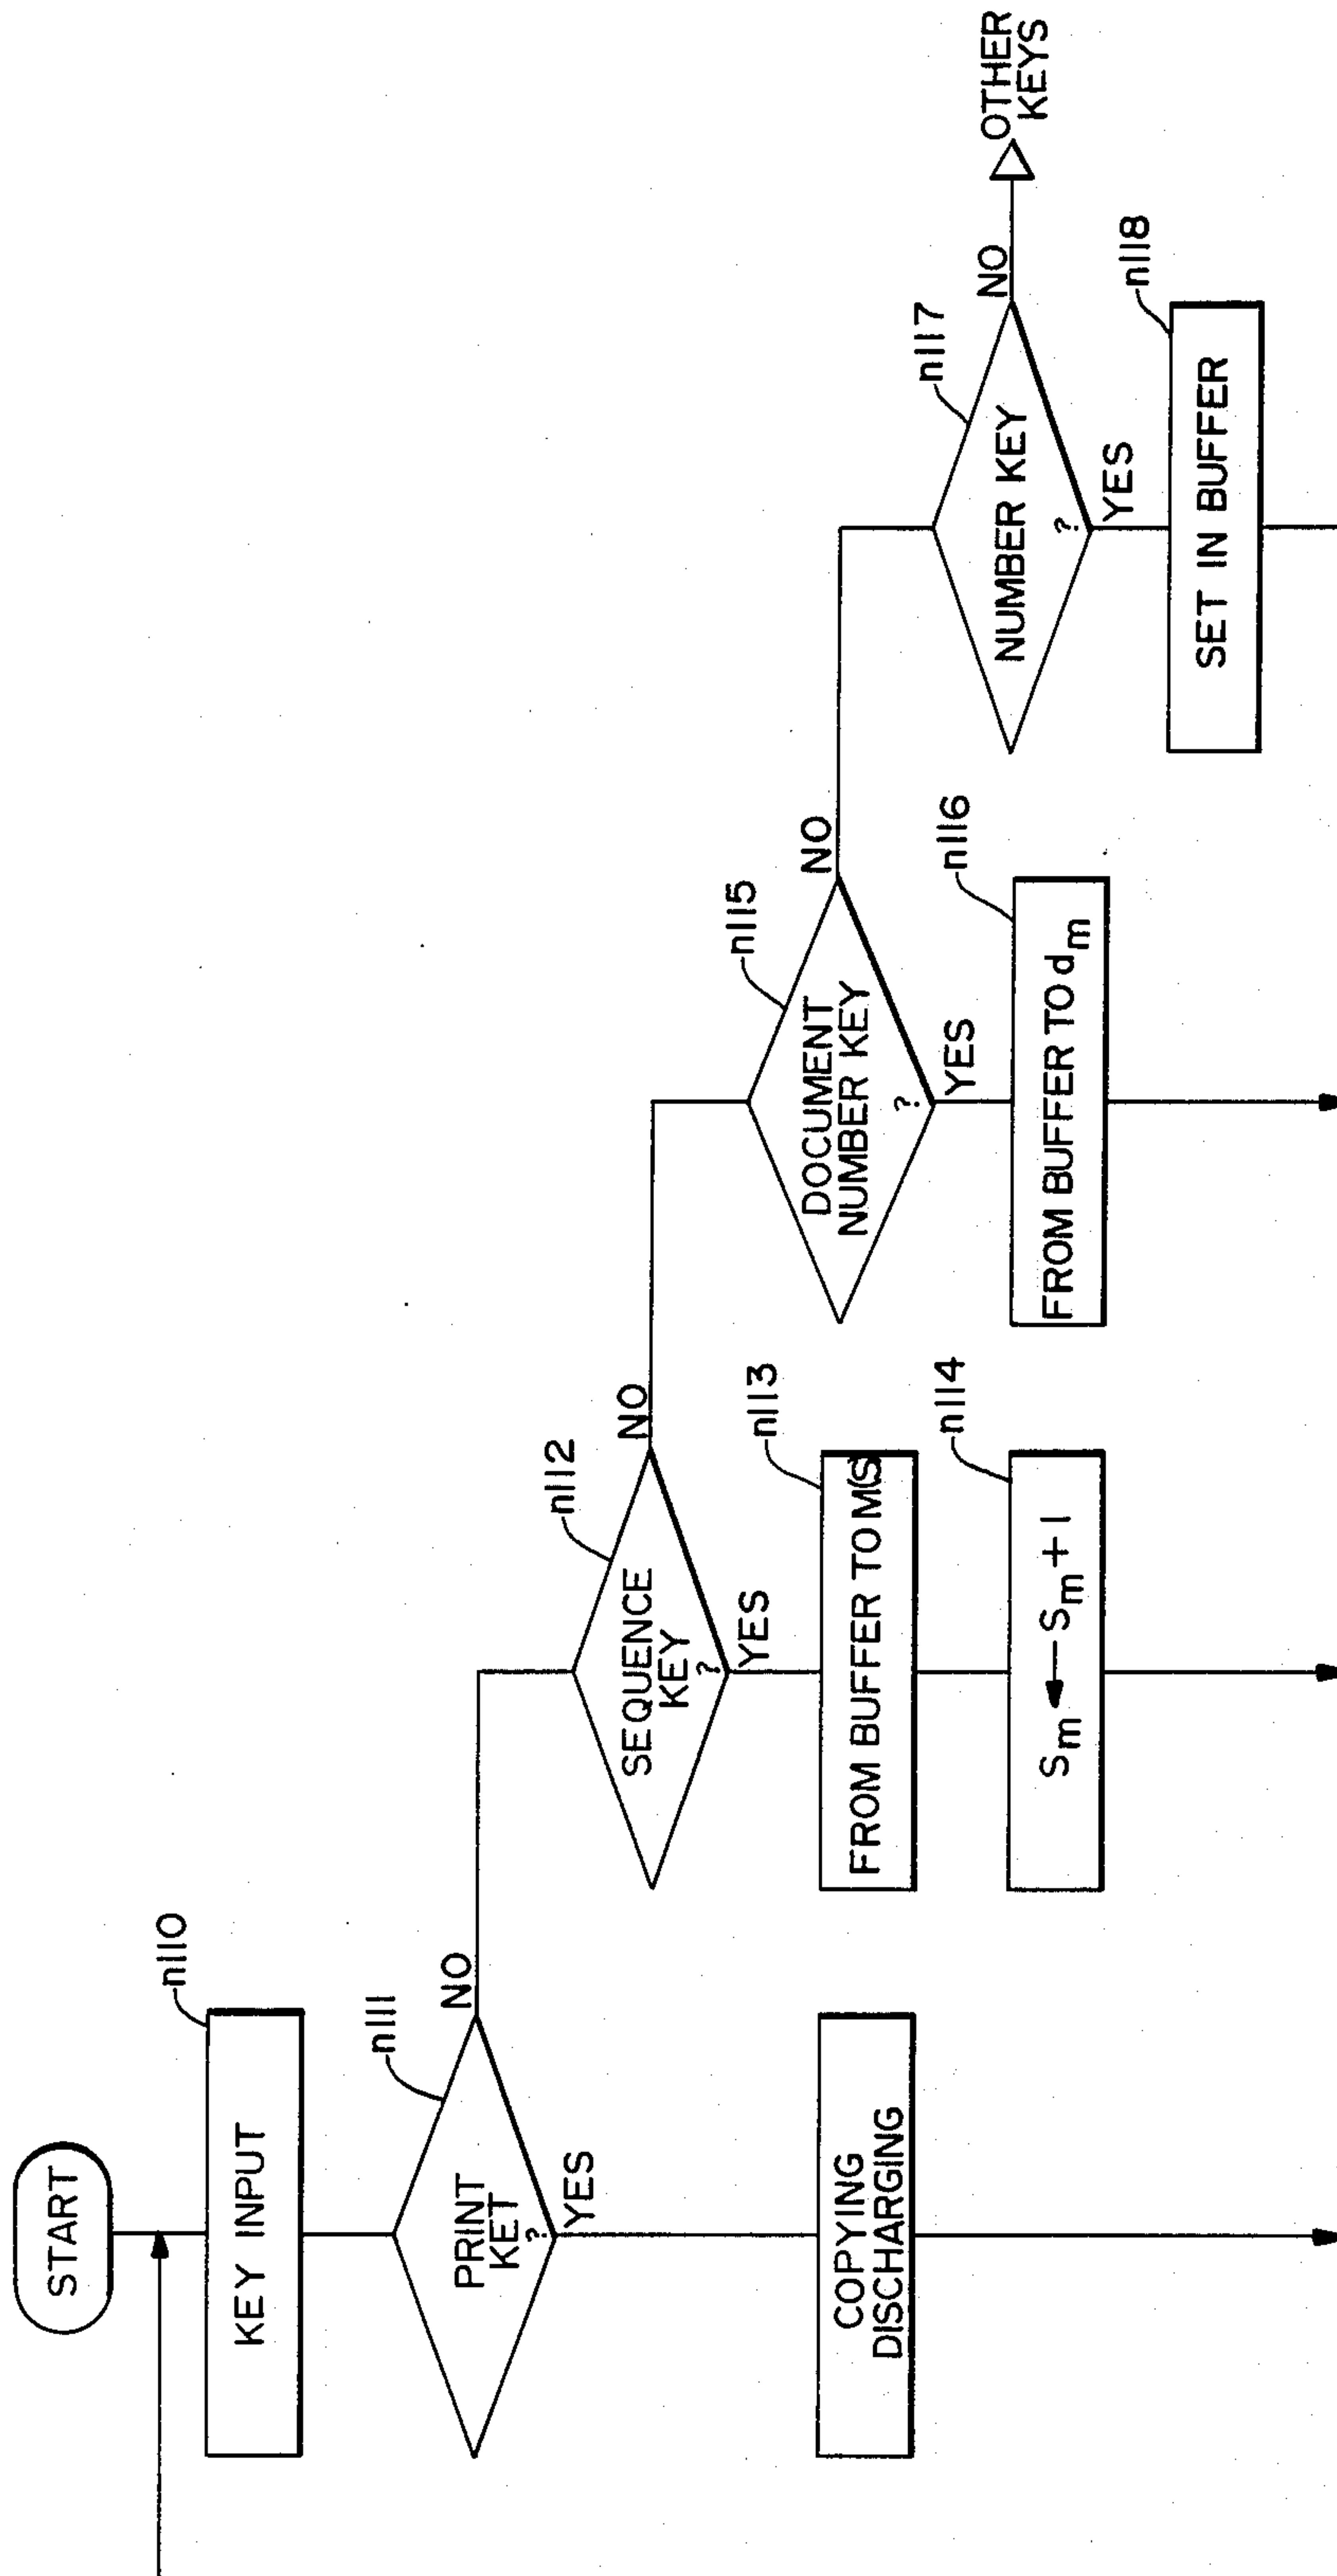 START
KEY INPUT
n110
PRINT
KET
?
n111
NO
YES
COPYING
DISCHARGING
SEQUENCE
KEY
?
n112
NO
YES
FROM BUFFER TO M(S)
n113
Sm ← Sm + 1
n114
DOCUMENT
NUMBER KEY
?
n115
NO
YES
FROM BUFFER TO dm
n116
NUMBER KEY
?
n117
NO
YES
SET IN BUFFER
n118
OTHER
KEYS